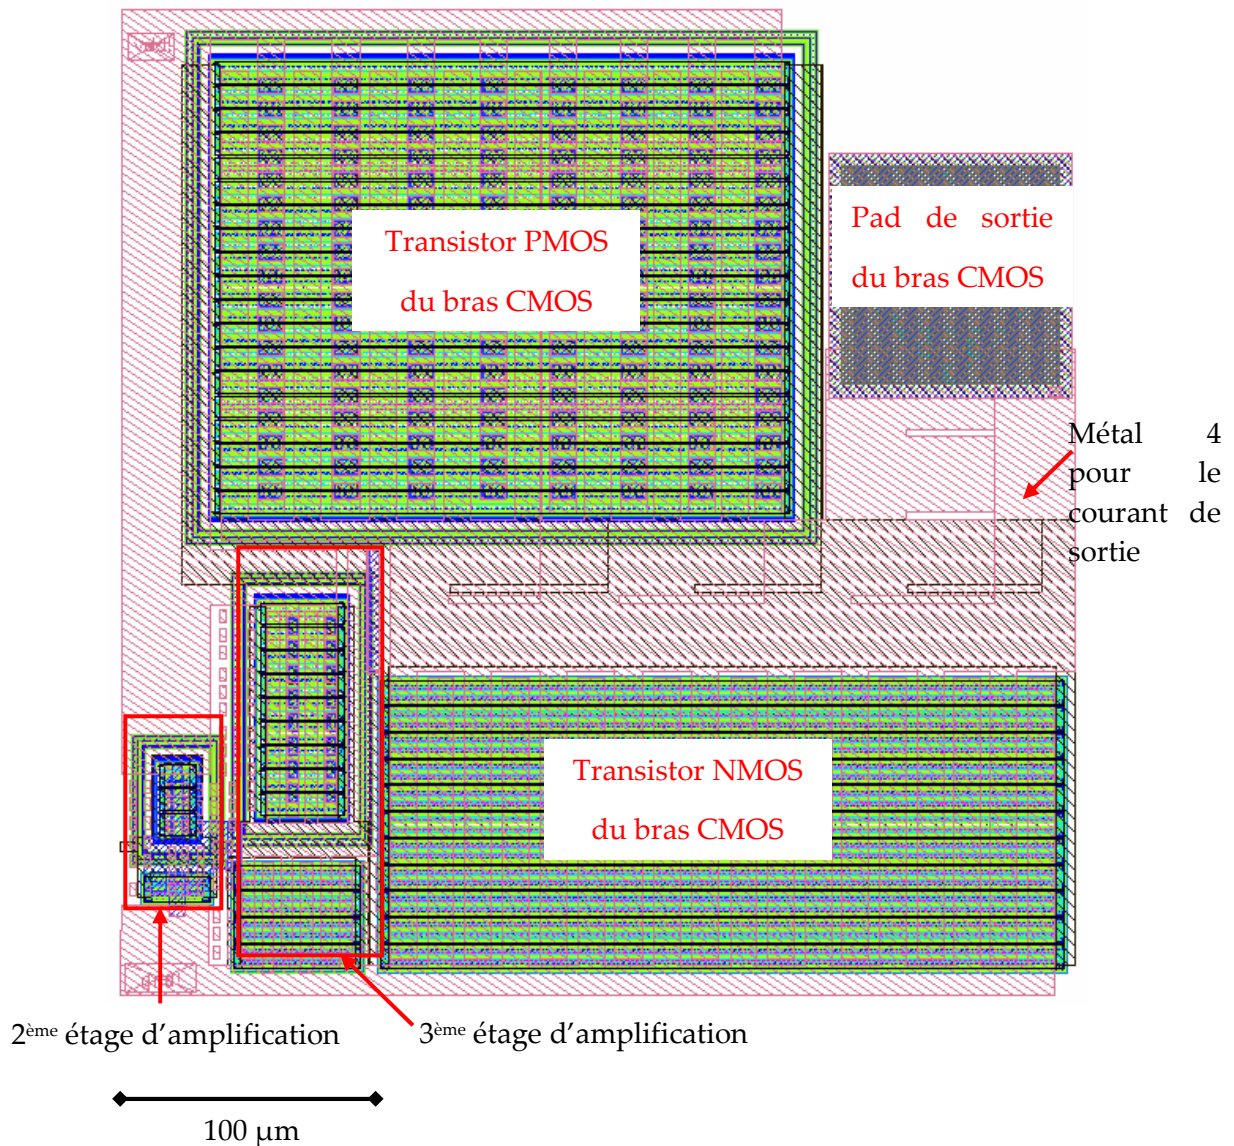 Transistor PMOS
du bras CMOS
Pad de sortie
du bras CMOS
Métal 4
pour le
courant de
sortie
Transistor NMOS
du bras CMOS
2ème étage d'amplification
3ème étage d'amplification
100 µm